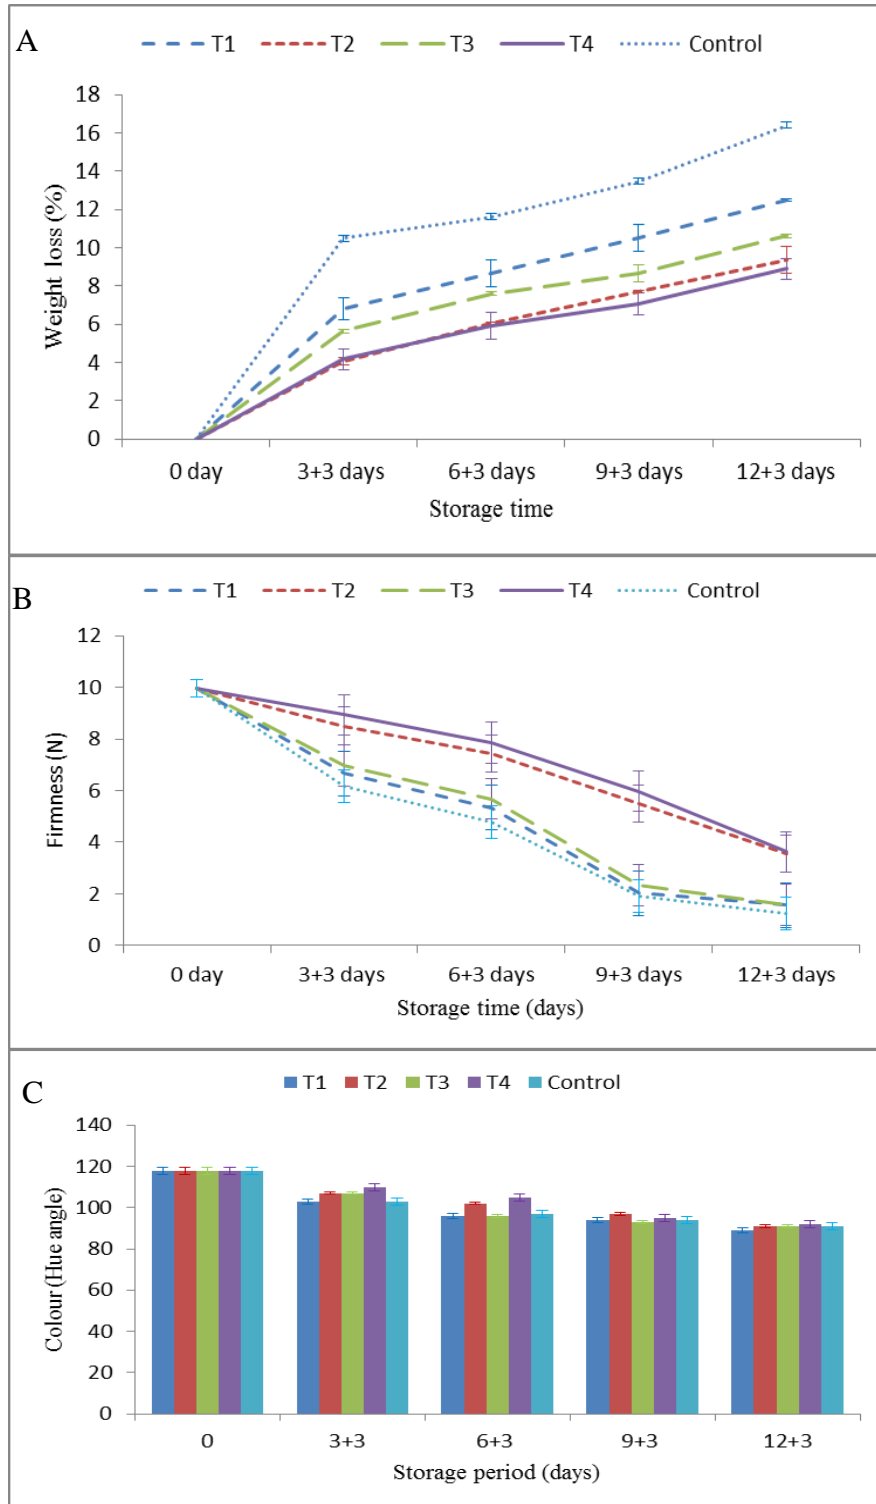 A
T1 T2 T3 T4 Control
18
16
14
12
10
8
6
4
2
0
Weight loss (%)
0 day 3+3 days 6+3 days 9+3 days 12+3 days
Storage time
B
T1 T2 T3 T4 Control
12
10
8
6
4
2
0
Firmness (N)
0 day 3+3 days 6+3 days 9+3 days 12+3 days
Storage time (days)
C
T1 T2 T3 T4 Control
140
120
100
80
60
40
20
0
Colour (Hue angle)
0 3+3 6+3 9+3 12+3
Storage period (days)